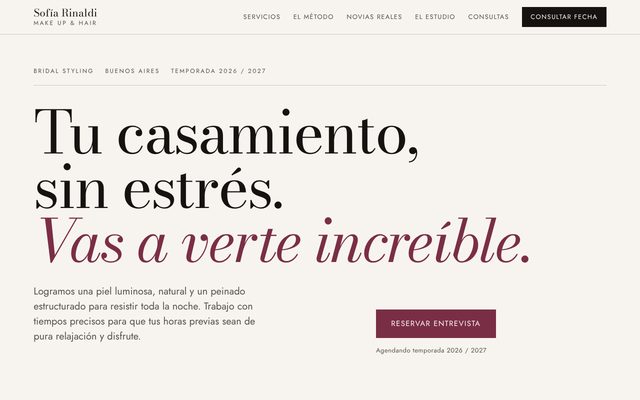 Sofía Rinaldi
MAKE UP & HAIR
SERVICIOS EL MÉTODO NOVIAS REALES EL ESTUDIO CONSULTAS CONSULTAR FECHA
BRIDAL STYLING BUENOS AIRES TEMPORADA 2026 / 2027
Tu casamiento,
sin estrés.
Vas a verte increíble.
Logramos una piel luminosa, natural y un peinado
estructurado para resistir toda la noche. Trabajo con
tiempos precisos para que tus horas previas sean de
pura relajación y disfrute.
RESERVAR ENTREVISTA
Agendando temporada 2026 / 2027